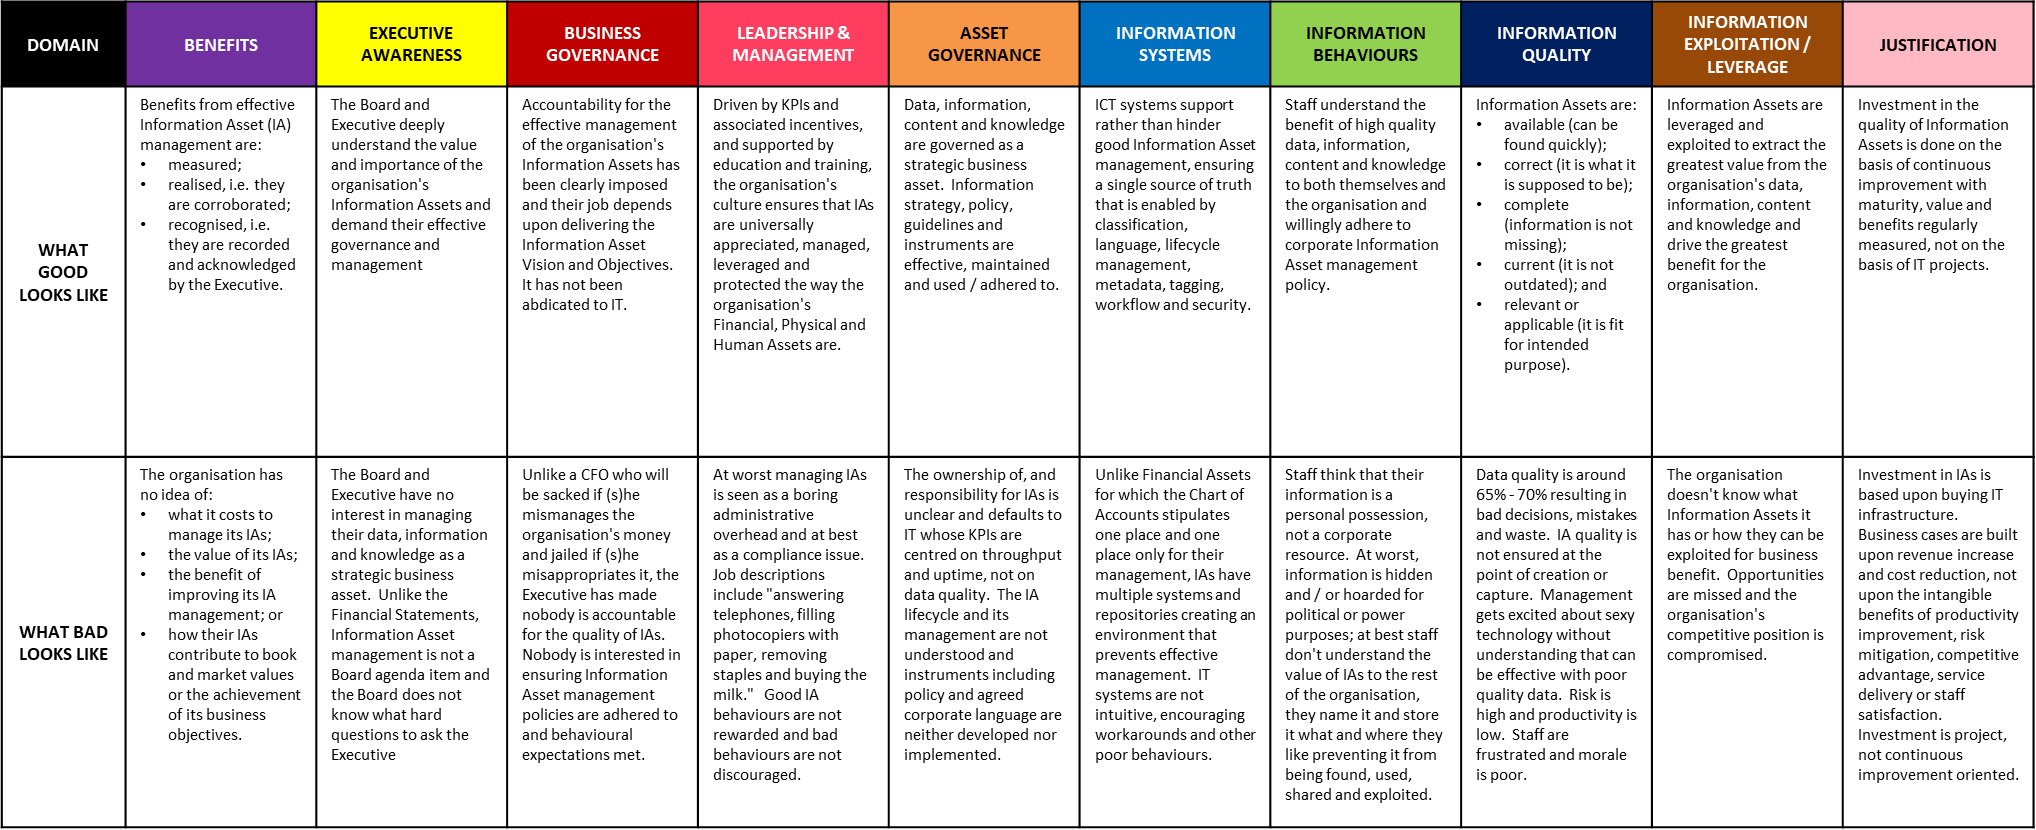 DOMAIN
BENEFITS
EXECUTIVE
AWARENESS
BUSINESS
GOVERNANCE
LEADERSHIP &
MANAGEMENT
ASSET
GOVERNANCE
INFORMATION
SYSTEMS
INFORMATION
BEHAVIOURS
INFORMATION
QUALITY
INFORMATION
EXPLOITATION /
LEVERAGE
JUSTIFICATION
WHAT
GOOD
LOOKS LIKE
Benefits from effective
Information Asset (IA)
management are:
• measured;
• realised, i.e. they
are corroborated;
• recognised, i.e.
they are recorded
and acknowledged
by the Executive.
The Board and
Executive deeply
understand the value
and importance of the
organisation's
Information Assets and
demand their effective
governance and
management
Accountability for the
effective management
of the organisation's
Information Assets has
been clearly imposed
and their job depends
upon delivering the
Information Asset
Vision and Objectives.
It has not been
abdicated to IT.
Driven by KPIs and
associated incentives,
and supported by
education and training,
the organisation's
culture ensures that IAs
are universally
appreciated, managed,
leveraged and
protected the way the
organisation's
Financial, Physical and
Human Assets are.
Data, information,
content and knowledge
are governed as a
strategic business
asset.  Information
strategy, policy,
guidelines and
instruments are
effective, maintained
and used / adhered to.
ICT systems support
rather than hinder
good Information Asset
management, ensuring
a single source of truth
that is enabled by
classification,
language, lifecycle
management,
metadata, tagging,
workflow and security.
Staff understand the
benefit of high quality
data, information,
content and knowledge
to both themselves and
the organisation and
willingly adhere to
corporate Information
Asset management
policy.
Information Assets are:
• available (can be
found quickly);
• correct (it is what it
is supposed to be);
• complete
(information is not
missing);
• current (it is not
outdated); and
• relevant or
applicable (it is fit
for intended
purpose).
Information Assets are
leveraged and
exploited to extract the
greatest value from the
organisation's data,
information, content
and knowledge and
drive the greatest
benefit for the
organisation.
Investment in the
quality of Information
Assets is done on the
basis of continuous
improvement with
maturity, value and
benefits regularly
measured, not on the
basis of IT projects.
WHAT BAD
LOOKS LIKE
The organisation has
no idea of:
• what it costs to
manage its IAs;
• the value of its IAs;
• the benefit of
improving its IA
management; or
• how their IAs
contribute to book
and market values
or the achievement
of its business
objectives.
The Board and
Executive have no
interest in managing
their data, information
and knowledge as a
strategic business
asset.  Unlike the
Financial Statements,
Information Asset
management is not a
Board agenda item and
the Board does not
know what hard
questions to ask the
Executive
Unlike a CFO who will
be sacked if (s)he
mismanages the
organisation's money
and jailed if (s)he
misappropriates it, the
Executive has made
nobody is accountable
for the quality of IAs.
Nobody is interested in
ensuring Information
Asset management
policies are adhered to
and behavioural
expectations met.
At worst managing IAs
is seen as a boring
administrative
overhead and at best
as a compliance issue.
Job descriptions
include "answering
telephones, filling
photocopiers with
paper, removing
staples and buying the
milk."  Good IA
behaviours are not
rewarded and bad
behaviours are not
discouraged.
The ownership of, and
responsibility for IAs is
unclear and defaults to
IT whose KPIs are
centred on throughput
and uptime, not on
data quality.  The IA
lifecycle and its
management are not
understood and
instruments including
policy and agreed
corporate language are
neither developed nor
implemented.
Unlike Financial Assets
for which the Chart of
Accounts stipulates
one place and one
place only for their
management, IAs have
multiple systems and
repositories creating an
environment that
prevents effective
management.  IT
systems are not
intuitive, encouraging
workarounds and other
poor behaviours.
Staff think that their
information is a
personal possession,
not a corporate
resource.  At worst,
information is hidden
and / or hoarded for
political or power
purposes; at best staff
don't understand the
value of IAs to the rest
of the organisation,
they name it and store
it what and where they
like preventing it from
being found, used,
shared and exploited.
Data quality is around
65% - 70% resulting in
bad decisions, mistakes
and waste.  IA quality is
not ensured at the
point of creation or
capture.  Management
gets excited about sexy
technology without
understanding that can
be effective with poor
quality data.  Risk is
high and productivity is
low.  Staff are
frustrated and morale
is poor.
The organisation
doesn't know what
Information Assets it
has or how they can be
exploited for business
benefit.  Opportunities
are missed and the
organisation's
competitive position is
compromised.
Investment in IAs is
based upon buying IT
infrastructure.
Business cases are built
upon revenue increase
and cost reduction, not
upon the intangible
benefits of productivity
improvement, risk
mitigation, competitive
advantage, service
delivery or staff
satisfaction.
Investment is project,
not continuous
improvement oriented.